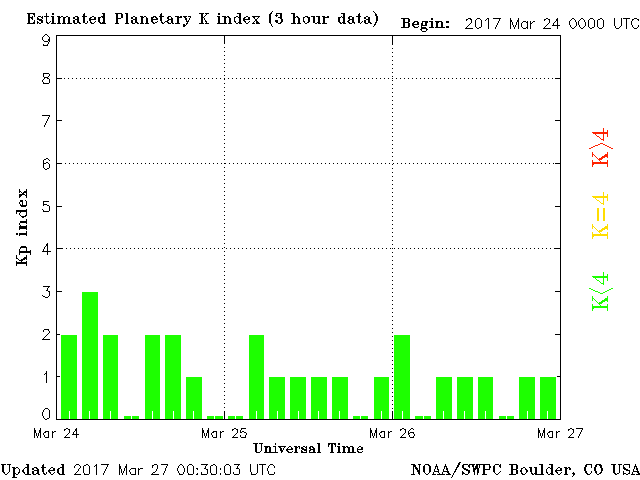 Estimated Planetary K index (3 hour data)
Begin: 2017 Mar 24 0000 UTC
9
8
7
6
5
4
3
2
1
0
Kp index
K>4
K=4
K<4
Mar 24
Mar 25
Mar 26
Mar 27
Universal Time
Updated 2017 Mar 27 00:30:03 UTC
NOAA/SWPC Boulder, CO USA